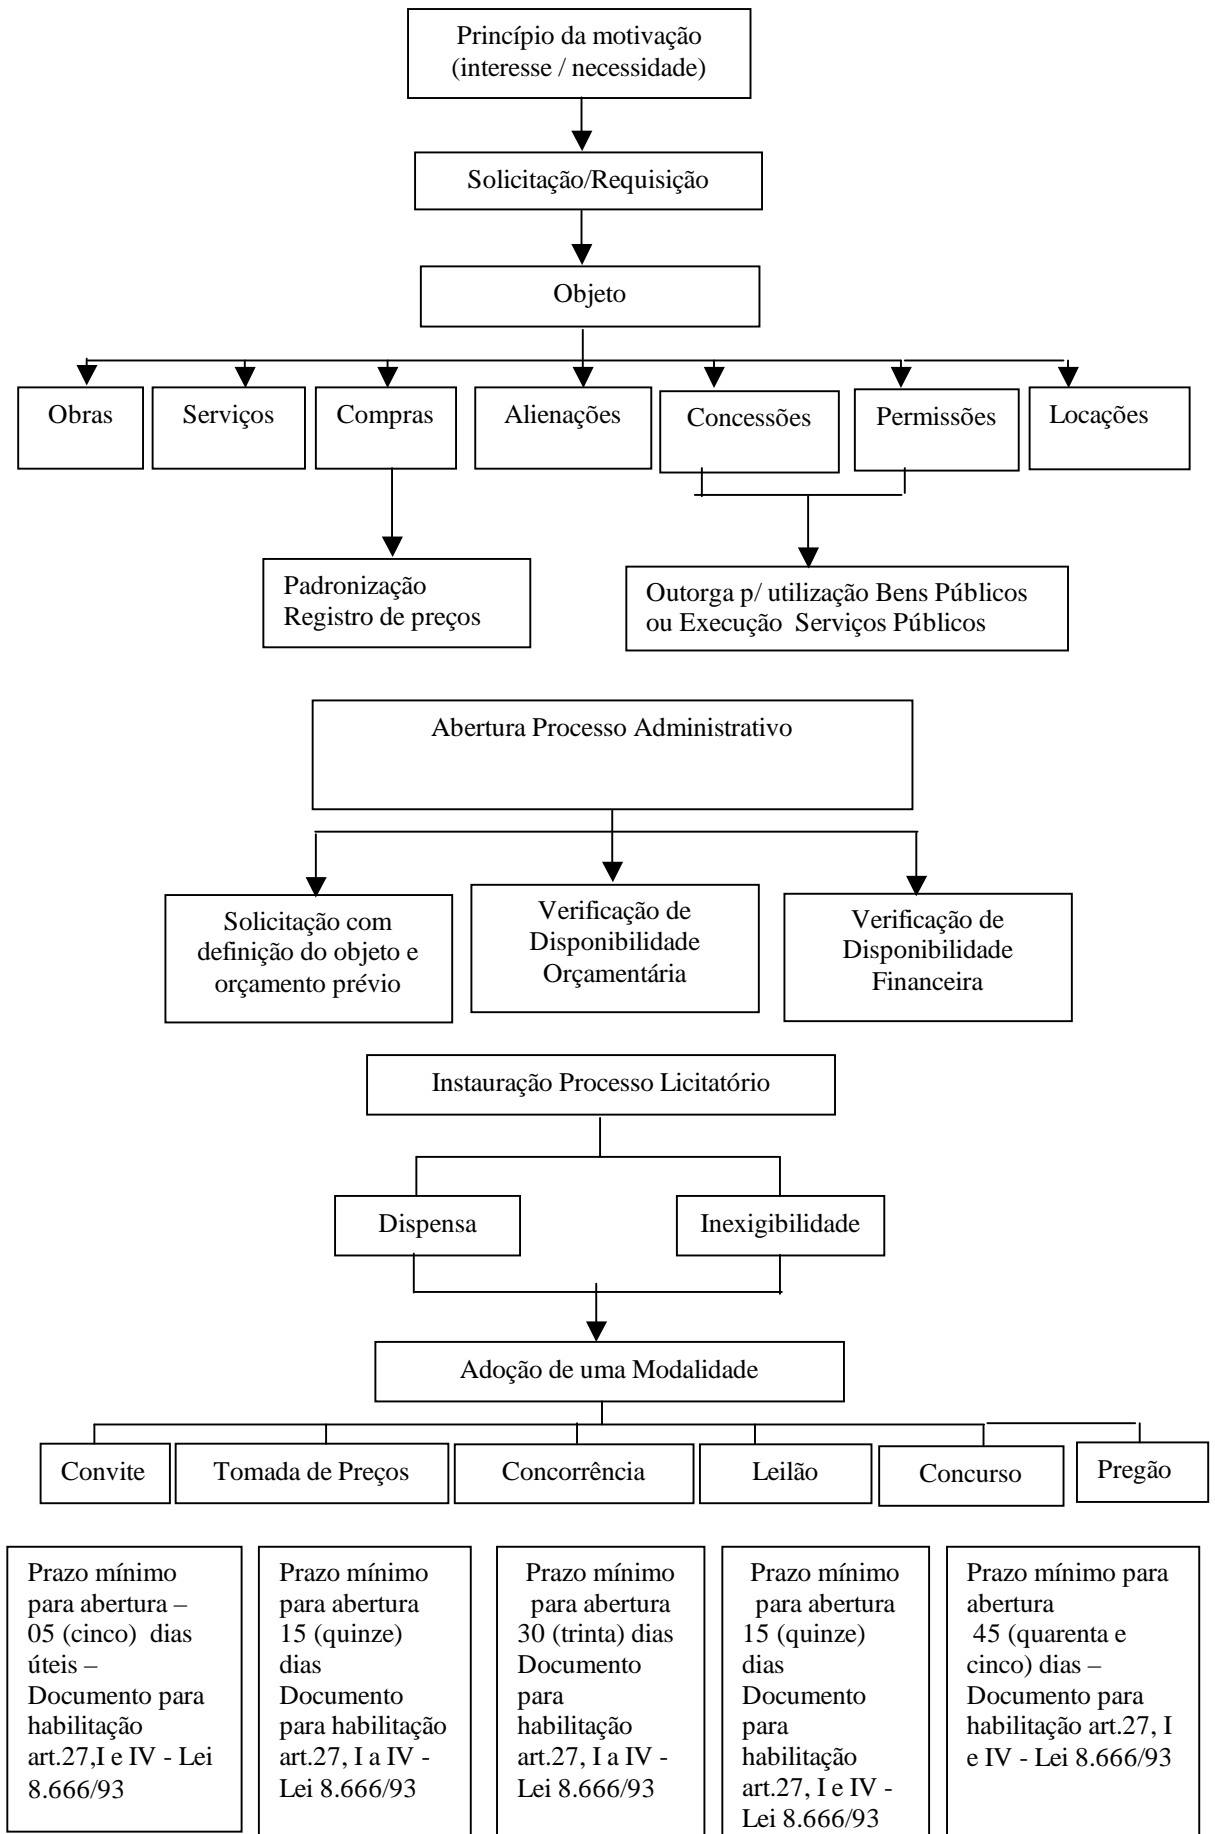 Princípio da motivação
(interesse / necessidade)
Solicitação/Requisição
Objeto
Obras
Serviços
Compras
Alienações
Concessões
Permissões
Locações
Padronização
Registro de preços
Outorga p/ utilização Bens Públicos
ou Execução Serviços Públicos
Abertura Processo Administrativo
Solicitação com
definição do objeto e
orçamento prévio
Verificação de
Disponibilidade
Orçamentária
Verificação de
Disponibilidade
Financeira
Instauração Processo Licitatório
Dispensa
Inexigibilidade
Adoção de uma Modalidade
Convite
Tomada de Preços
Concorrência
Leilão
Concurso
Pregão
Prazo mínimo
para abertura –
05 (cinco) dias
úteis –
Documento para
habilitação
art.27,I e IV - Lei
8.666/93
Prazo mínimo
para abertura
15 (quinze)
dias
Documento
para habilitação
art.27, I a IV -
Lei 8.666/93
Prazo mínimo
para abertura
30 (trinta) dias
Documento
para
habilitação
art.27, I a IV -
Lei 8.666/93
Prazo mínimo
para abertura
15 (quinze)
dias
Documento
para
habilitação
art.27, I e IV -
Lei 8.666/93
Prazo mínimo para
abertura
45 (quarenta e
cinco) dias –
Documento para
habilitação art.27, I
e IV - Lei 8.666/93